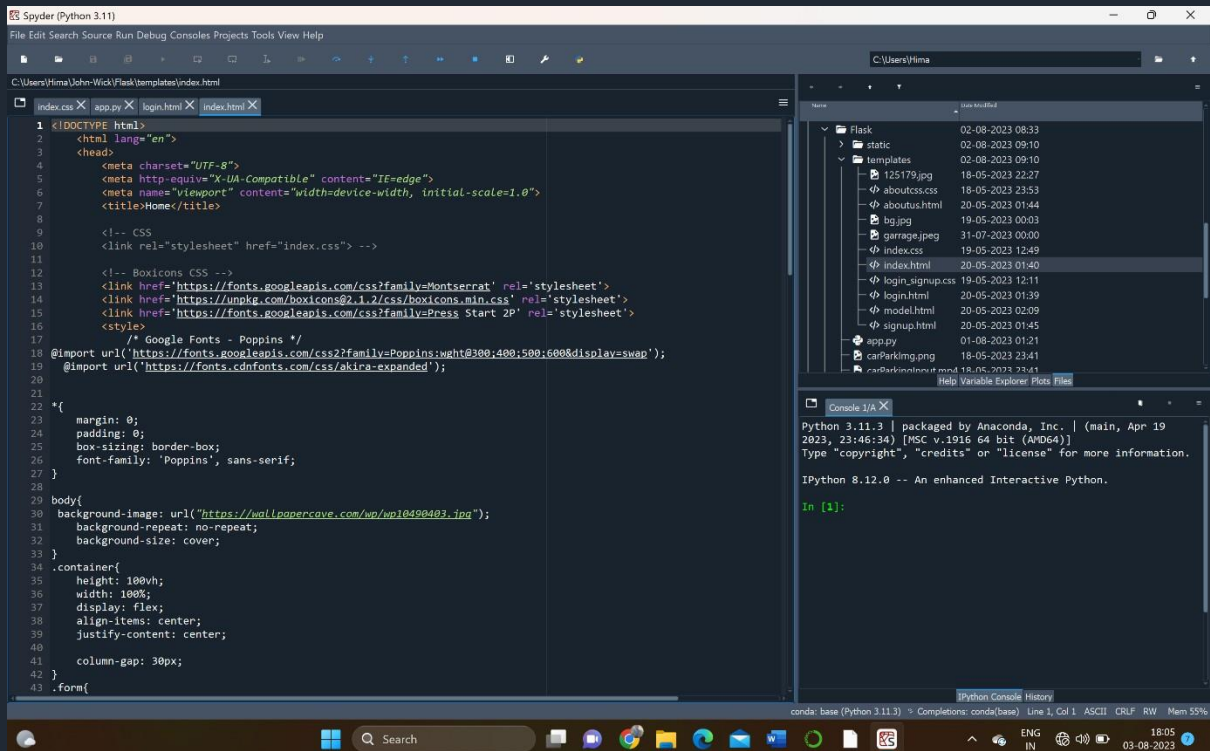 Spyder (Python 3.11)
File Edit Search Source Run Debug Consoles Projects Tools View Help
C:\Users\Hima
C:\Users\Hima\John-Wick\Flask\templates\index.html
index.css app.py login.html index.html
1 <!DOCTYPE html>
2 <html lang="en">
3 <head>
4 <meta charset="UTF-8">
5 <meta http-equiv="X-UA-Compatible" content="IE=edge">
6 <meta name="viewport" content="width=device-width, initial-scale=1.0">
7 <title>Home</title>
8
9 <!-- CSS
10 <link rel="stylesheet" href="index.css"> -->
11
12 <!-- Boxicons CSS -->
13 <link href='https://fonts.googleapis.com/css?family=Montserrat' rel='stylesheet'>
14 <link href='https://unpkg.com/boxicons@2.1.2/css/boxicons.min.css' rel='stylesheet'>
15 <link href='https://fonts.googleapis.com/css?family=Press Start 2P' rel='stylesheet'>
16 <style>
17 /* Google Fonts - Poppins */
18 @import url('https://fonts.googleapis.com/css2?family=Poppins:wght@300;400;500;600&display=swap');
19 @import url('https://fonts.cdnfonts.com/css/akira-expanded');
20
21
22 *{
23 margin: 0;
24 padding: 0;
25 box-sizing: border-box;
26 font-family: 'Poppins', sans-serif;
27 }
28
29 body{
30 background-image: url("https://wallpapercave.com/wp/wp10490403.jpg");
31 background-repeat: no-repeat;
32 background-size: cover;
33 }
34 .container{
35 height: 100vh;
36 width: 100%;
37 display: flex;
38 align-items: center;
39 justify-content: center;
40
41 column-gap: 30px;
42 }
43 .form{
Name Date Modified
Flask 02-08-2023 08:33
static 02-08-2023 09:10
templates 02-08-2023 09:10
125179.jpg 18-05-2023 22:27
aboutcss.css 18-05-2023 23:53
aboutus.html 20-05-2023 01:44
bg.jpg 19-05-2023 00:03
garrage.jpeg 31-07-2023 00:00
index.css 19-05-2023 12:49
index.html 20-05-2023 01:40
login_signup.css 19-05-2023 12:11
login.html 20-05-2023 01:39
model.html 20-05-2023 02:09
signup.html 20-05-2023 01:45
app.py 01-08-2023 01:21
carParkImg.png 18-05-2023 23:41
carParkingInput.mp4 18-05-2023 23:41
Help Variable Explorer Plots Files
Console 1/A
Python 3.11.3 | packaged by Anaconda, Inc. | (main, Apr 19
2023, 23:46:34) [MSC v.1916 64 bit (AMD64)]
Type "copyright", "credits" or "license" for more information.
IPython 8.12.0 -- An enhanced Interactive Python.
In [1]:
IPython Console History
conda: base (Python 3.11.3) Completions: conda(base) Line 1, Col 1 ASCII CRLF RW Mem 55%
Search
ENG
IN
18:05
03-08-2023
7